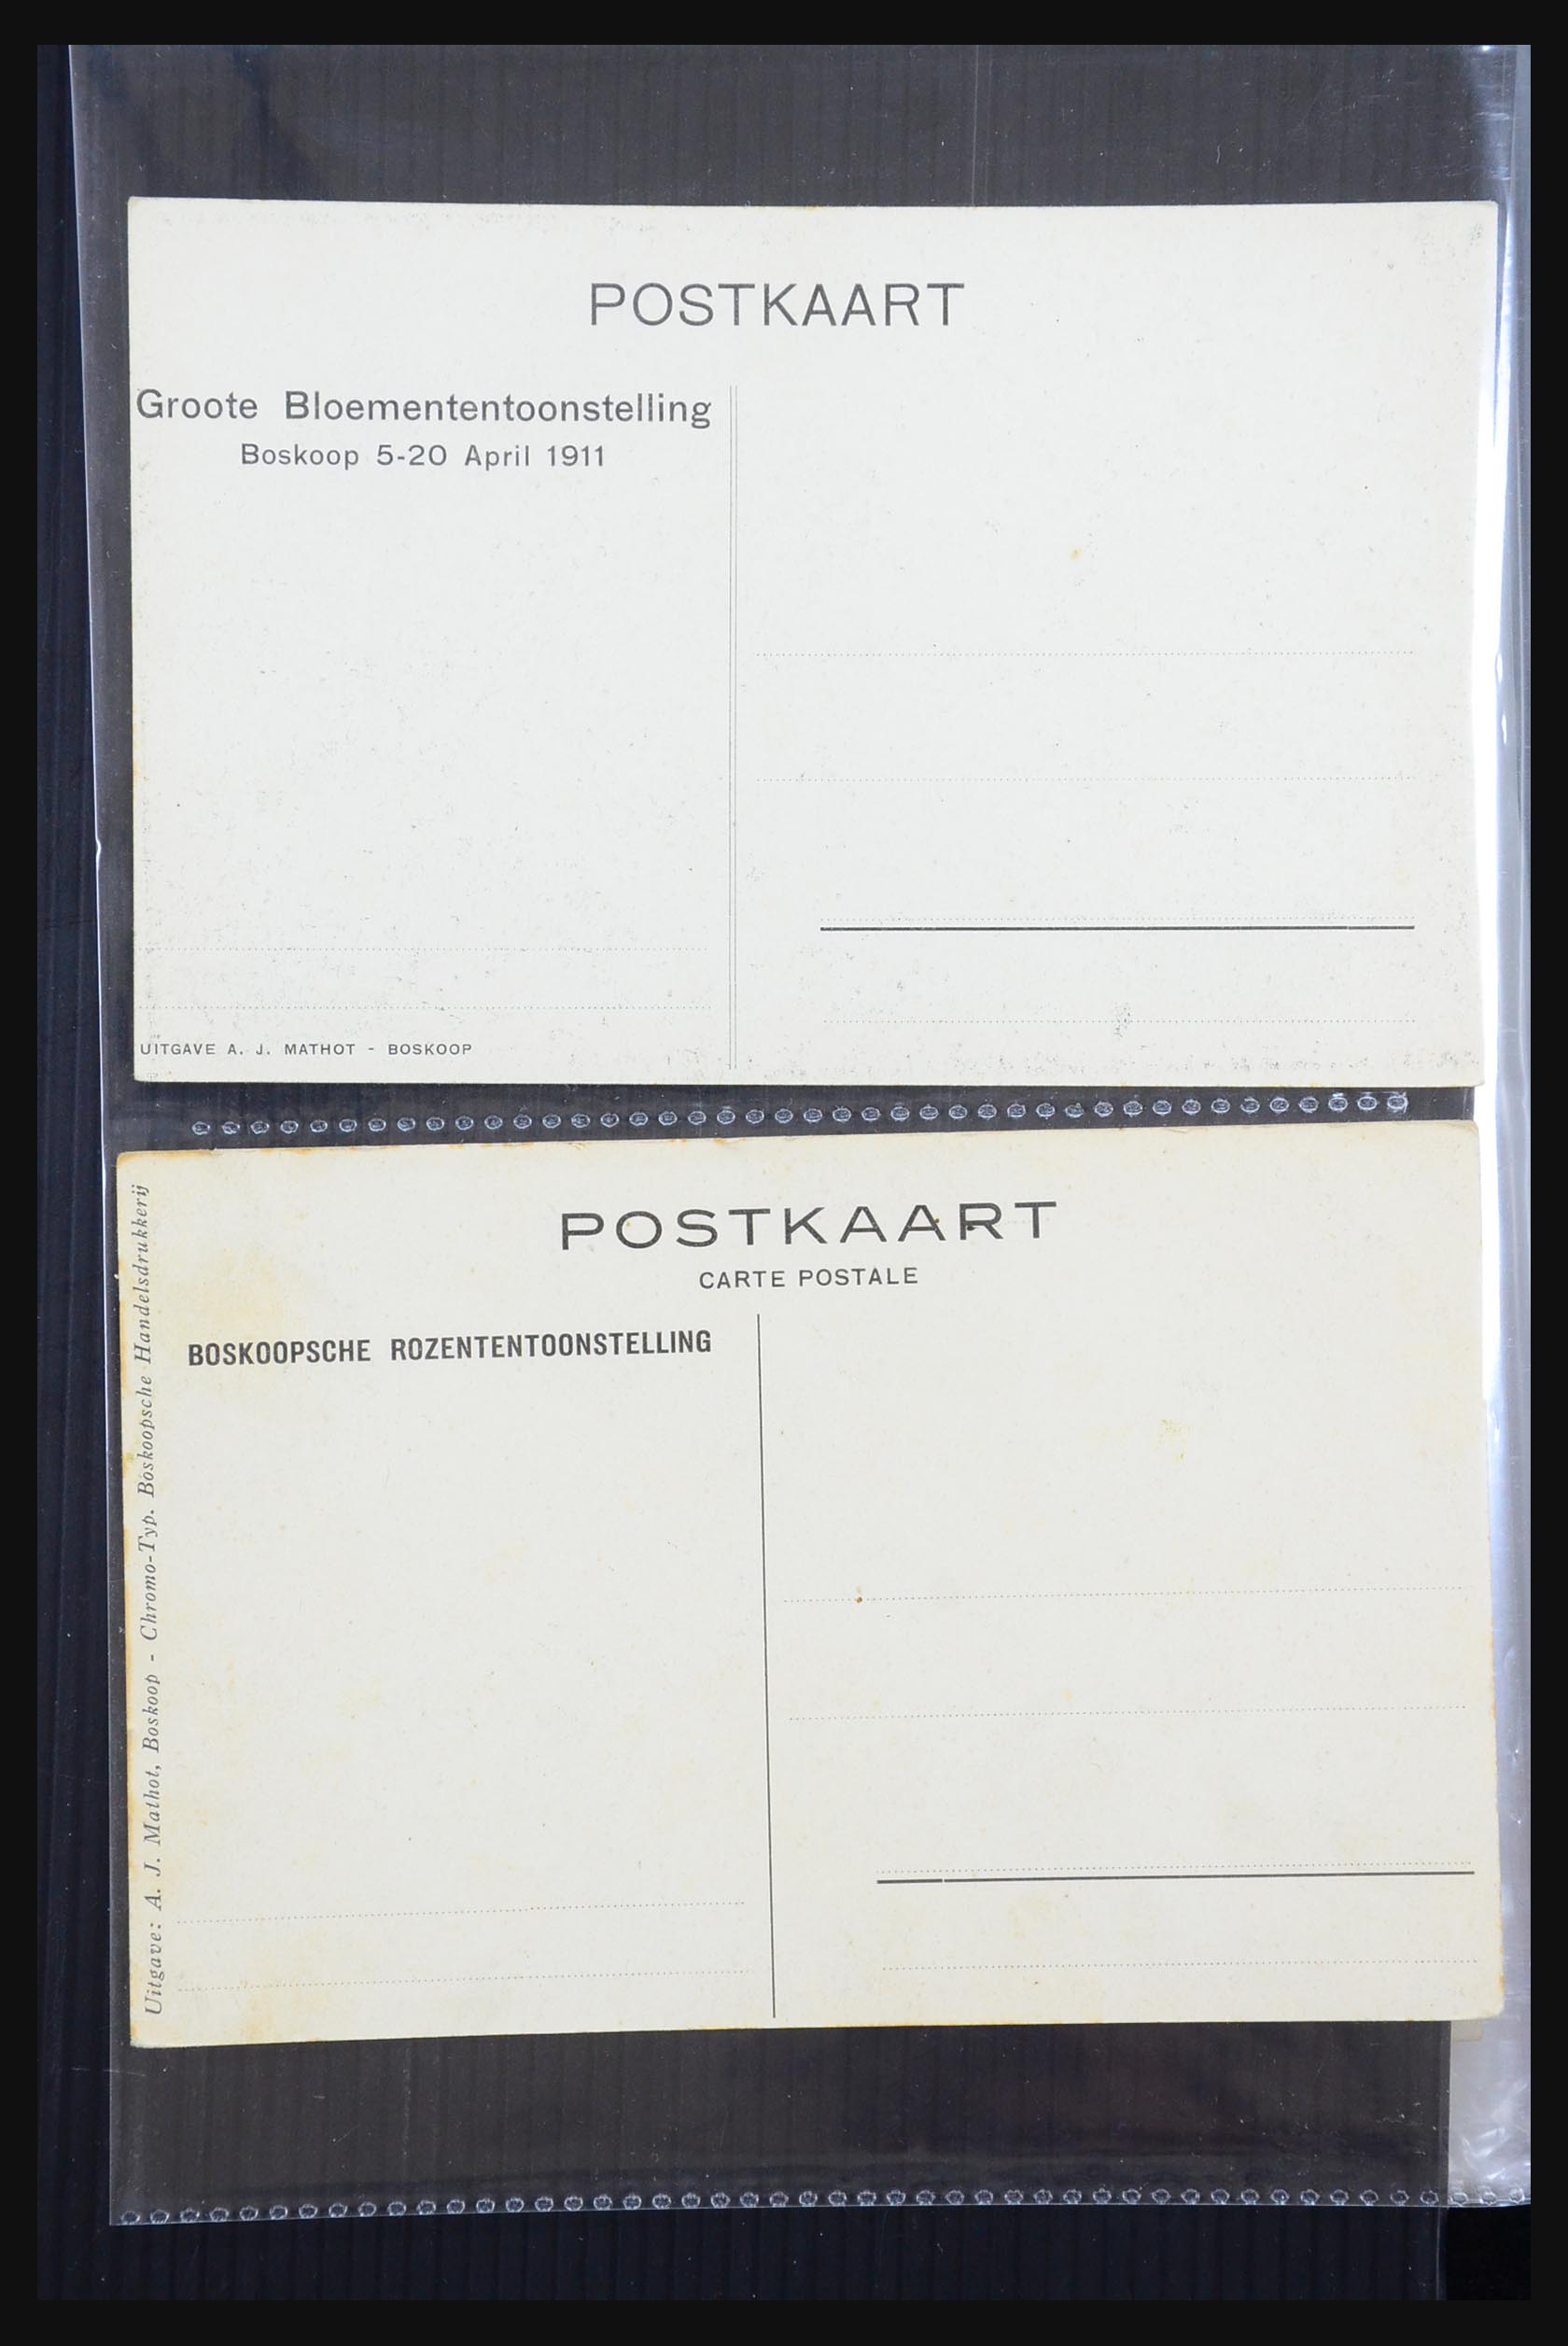 POSTKAART
Groote Bloemententoonstelling
Boskoop 5-20 April 1911
UITGAVE A. J. MATHOT - BOSKOOP
POSTKAART
CARTE POSTALE
BOSKOOPSCHE ROZENTENTOONSTELLING
Uitgave: A. J. Mathot, Boskoop - Chromo-Typ. Boskoopsche Handelsdrukkerij